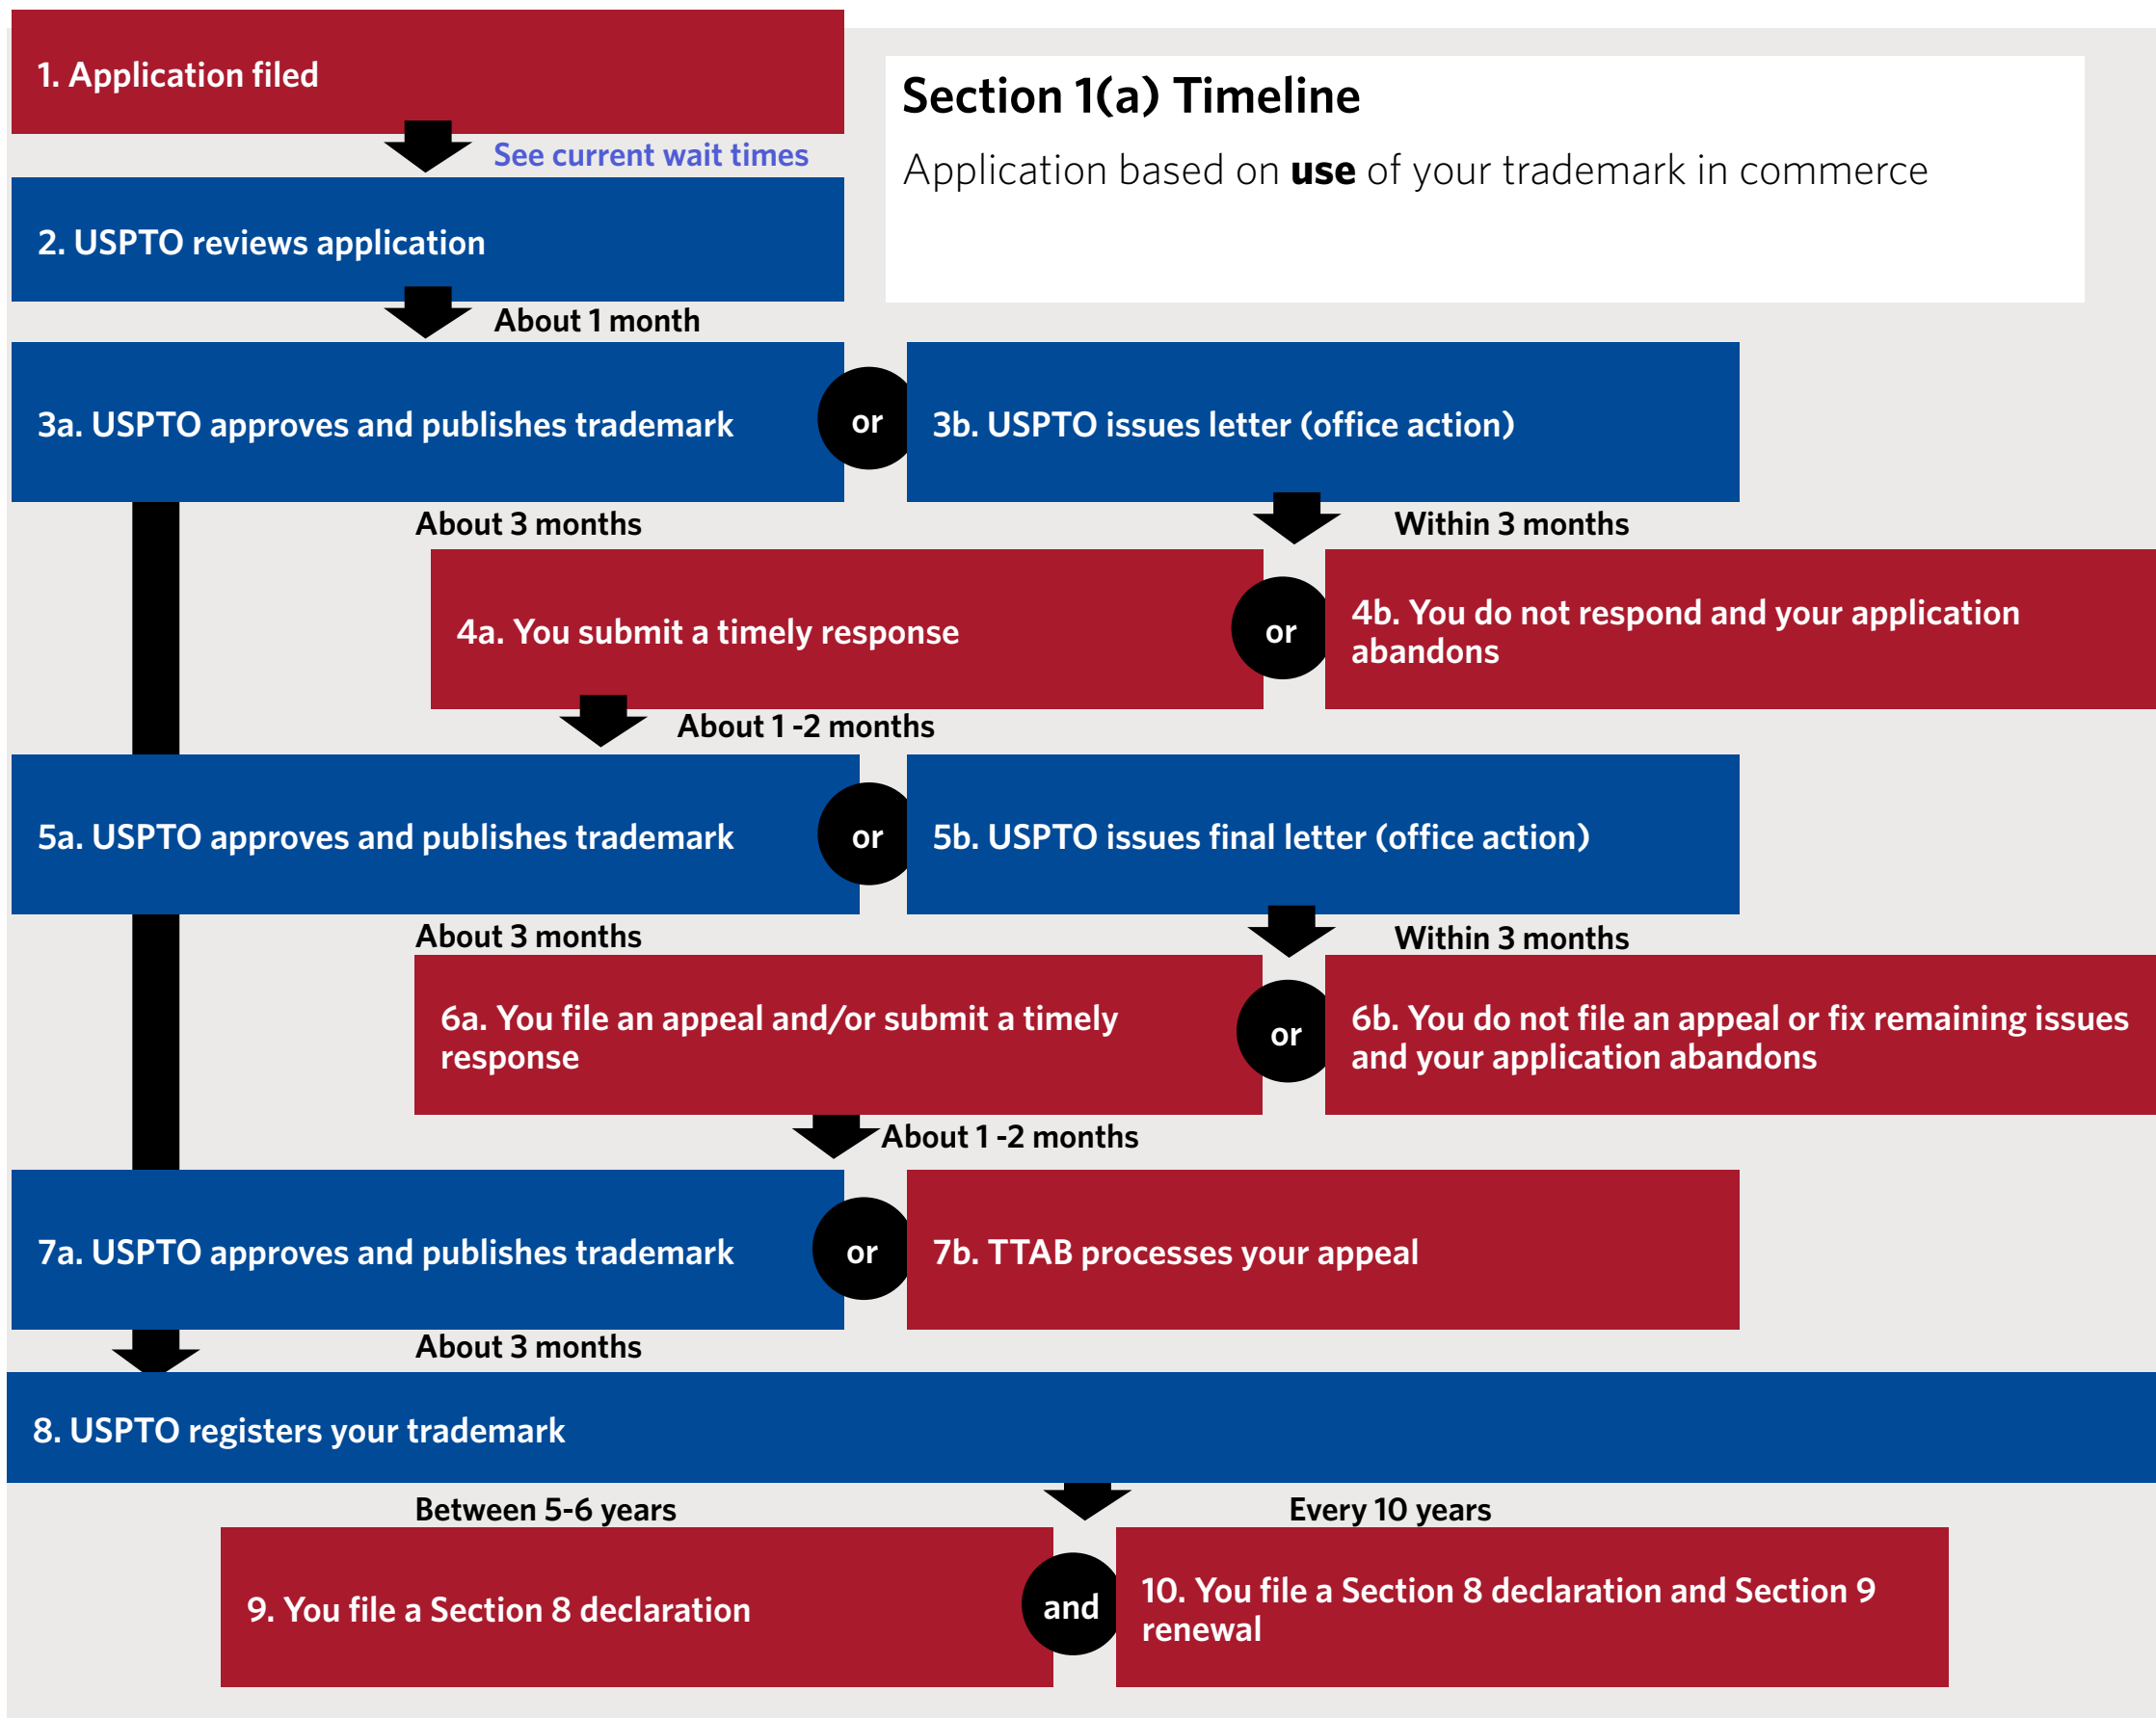 1. Application filed
Section 1(a) Timeline
Application based on use of your trademark in commerce
See current wait times
2. USPTO reviews application
About 1 month
3a. USPTO approves and publishes trademark
or
3b. USPTO issues letter (office action)
About 3 months
Within 3 months
4a. You submit a timely response
or
4b. You do not respond and your application
abandons
About 1 -2 months
5a. USPTO approves and publishes trademark
or
5b. USPTO issues final letter (office action)
About 3 months
Within 3 months
6a. You file an appeal and/or submit a timely
response
or
6b. You do not file an appeal or fix remaining issues
and your application abandons
About 1 -2 months
7a. USPTO approves and publishes trademark
or
7b. TTAB processes your appeal
About 3 months
8. USPTO registers your trademark
Between 5-6 years
Every 10 years
9. You file a Section 8 declaration
and
10. You file a Section 8 declaration and Section 9
renewal